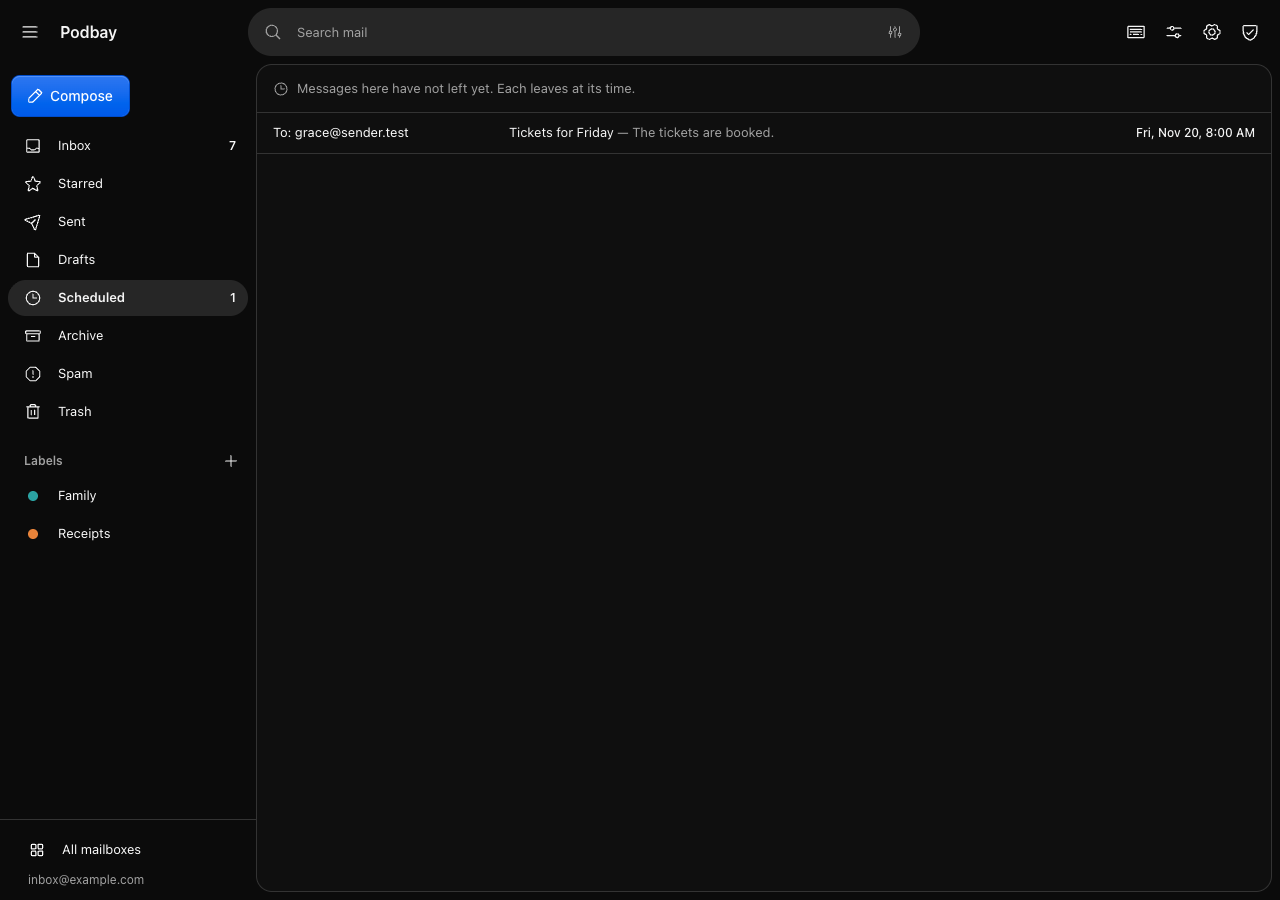 Podbay
Search mail
Compose
Inbox 7
Starred
Sent
Drafts
Scheduled 1
Archive
Spam
Trash
Labels
Family
Receipts
All mailboxes
inbox@example.com
Messages here have not left yet. Each leaves at its time.
To: grace@sender.test Tickets for Friday — The tickets are booked. Fri, Nov 20, 8:00 AM